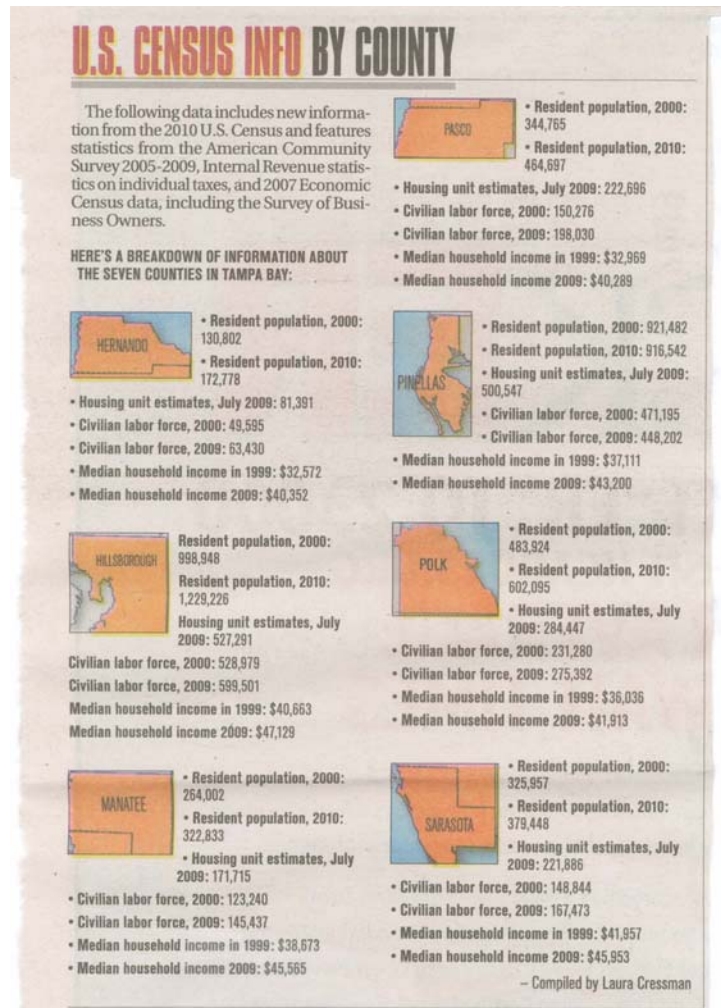 U.S. CENSUS INFO BY COUNTY
The following data includes new informa-
tion from the 2010 U.S. Census and features
statistics from the American Community
Survey 2005-2009, Internal Revenue statis-
tics on individual taxes, and 2007 Economic
Census data, including the Survey of Busi-
ness Owners.
HERE'S A BREAKDOWN OF INFORMATION ABOUT
THE SEVEN COUNTIES IN TAMPA BAY:
HERNANDO
• Resident population, 2000:
130,802
• Resident population, 2010:
172,778
• Housing unit estimates, July 2009: 81,391
• Civilian labor force, 2000: 49,595
• Civilian labor force, 2009: 63,430
• Median household income in 1999: $32,572
• Median household income 2009: $40,352
HILLSBOROUGH
Resident population, 2000:
998,948
Resident population, 2010:
1,229,226
Housing unit estimates, July
2009: 527,291
Civilian labor force, 2000: 528,979
Civilian labor force, 2009: 599,501
Median household income in 1999: $40,663
Median household income 2009: $47,129
MANATEE
• Resident population, 2000:
264,002
• Resident population, 2010:
322,833
• Housing unit estimates, July
2009: 171,715
• Civilian labor force, 2000: 123,240
• Civilian labor force, 2009: 145,437
• Median household income in 1999: $38,673
• Median household income 2009: $45,565
PASCO
• Resident population, 2000:
344,765
• Resident population, 2010:
464,697
• Housing unit estimates, July 2009: 222,696
• Civilian labor force, 2000: 150,276
• Civilian labor force, 2009: 198,030
• Median household income in 1999: $32,969
• Median household income 2009: $40,289
PINELLAS
• Resident population, 2000: 921,482
• Resident population, 2010: 916,542
• Housing unit estimates, July 2009:
500,547
• Civilian labor force, 2000: 471,195
• Civilian labor force, 2009: 448,202
• Median household income in 1999: $37,111
• Median household income 2009: $43,200
POLK
• Resident population, 2000:
483,924
• Resident population, 2010:
602,095
• Housing unit estimates, July
2009: 284,447
• Civilian labor force, 2000: 231,280
• Civilian labor force, 2009: 275,392
• Median household income in 1999: $36,036
• Median household income 2009: $41,913
SARASOTA
• Resident population, 2000:
325,957
• Resident population, 2010:
379,448
• Housing unit estimates, July
2009: 221,886
• Civilian labor force, 2000: 148,844
• Civilian labor force, 2009: 167,473
• Median household income in 1999: $41,957
• Median household income 2009: $45,953
– Compiled by Laura Cressman